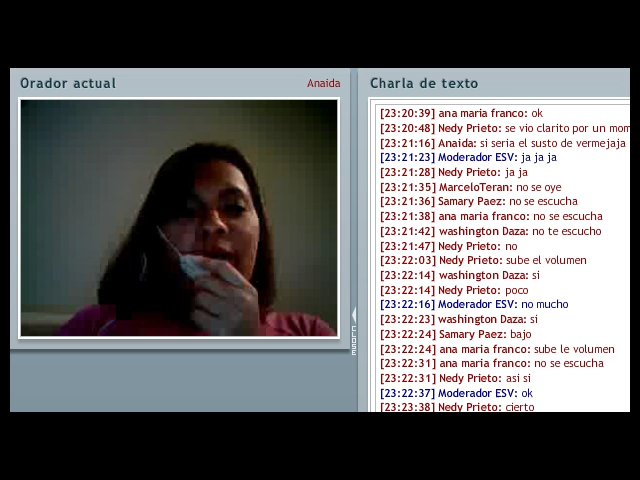 Orador actual
Anaida
Charla de texto
[23:20:39] ana maria franco: ok
[23:20:48] Nedy Prieto: se vio clarito por un mom
[23:21:16] Anaida: si seria el susto de vermejaja
[23:21:23] Moderador ESV: ja ja ja
[23:21:28] Nedy Prieto: ja ja
[23:21:35] MarceloTeran: no se oye
[23:21:36] Samary Paez: no se escucha
[23:21:38] ana maria franco: no se escucha
[23:21:42] washington Daza: no te escucho
[23:21:47] Nedy Prieto: no
[23:22:03] Nedy Prieto: sube el volumen
[23:22:14] washington Daza: si
[23:22:14] Nedy Prieto: poco
[23:22:16] Moderador ESV: no mucho
[23:22:23] washington Daza: si
[23:22:24] Samary Paez: bajo
[23:22:24] ana maria franco: sube le volumen
[23:22:31] ana maria franco: no se escucha
[23:22:31] Nedy Prieto: asi si
[23:22:37] Moderador ESV: ok
[23:23:38] Nedy Prieto: cierto